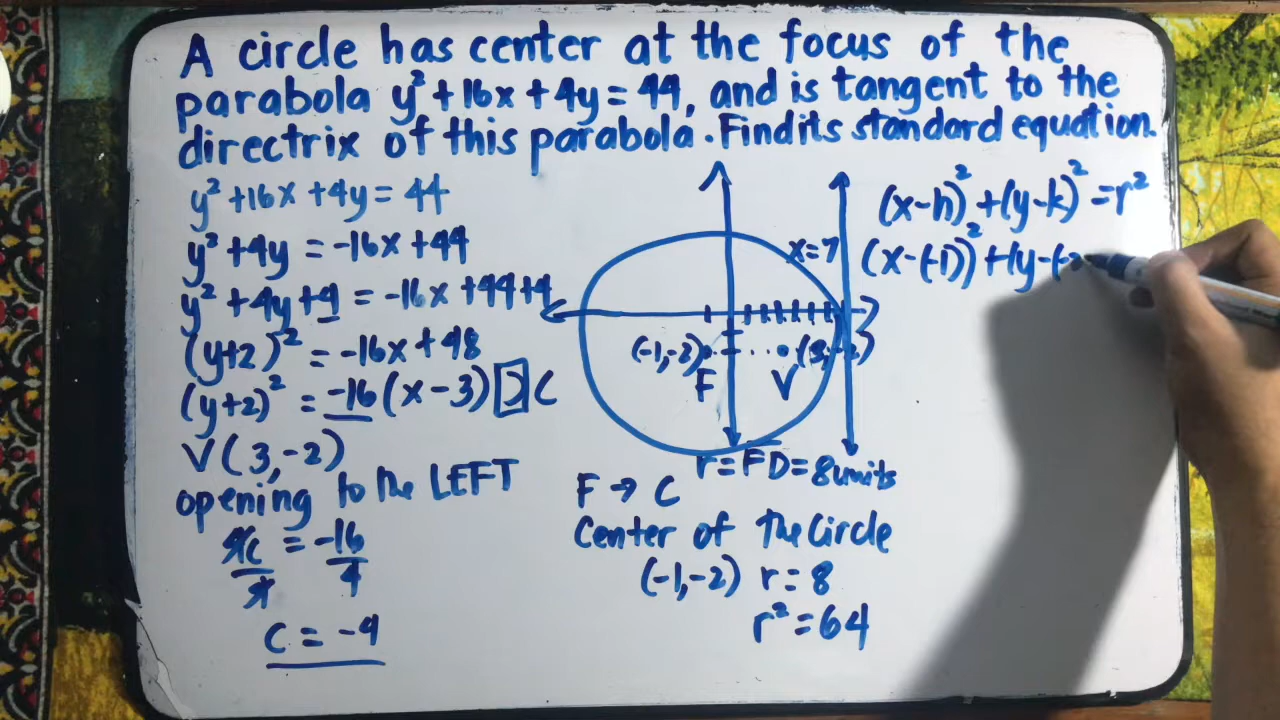 A circle has center at the focus of the
parabola y²+16x+4y=44, and is tangent to the
directrix of this parabola. Find its standard equation.
y²+16x+4y=44
y²+4y=-16x+44
y²+4y+4=-16x+44+4
(y+2)²=-16x+48
(y+2)²=-16(x-3) ⊃ C
V(3,-2)
opening to the LEFT
4c/4=-16/4
c=-4
x=7
(-1,-2)
F
V
(3,-2)
r=FD=8units
F→C
Center of the Circle
(-1,-2) r=8
r²=64
(x-h)²+(y-k)²=r²
(x-(-1))²+(y-(-2